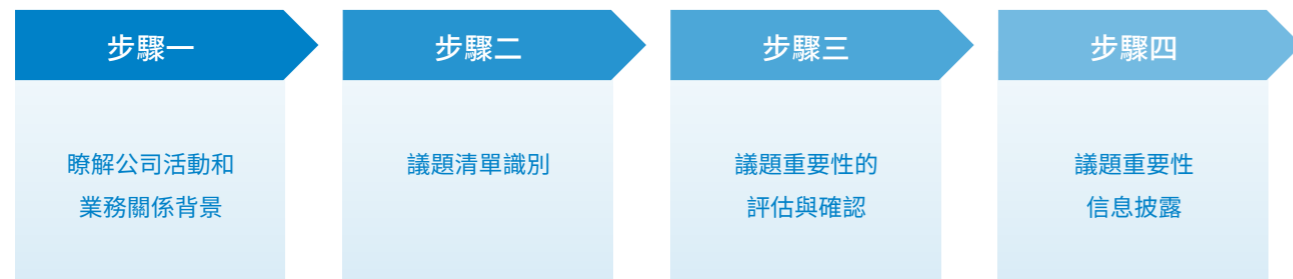 步驟一
瞭解公司活動和
業務關係背景
步驟二
議題清單識別
步驟三
議題重要性的
評估與確認
步驟四
議題重要性
信息披露